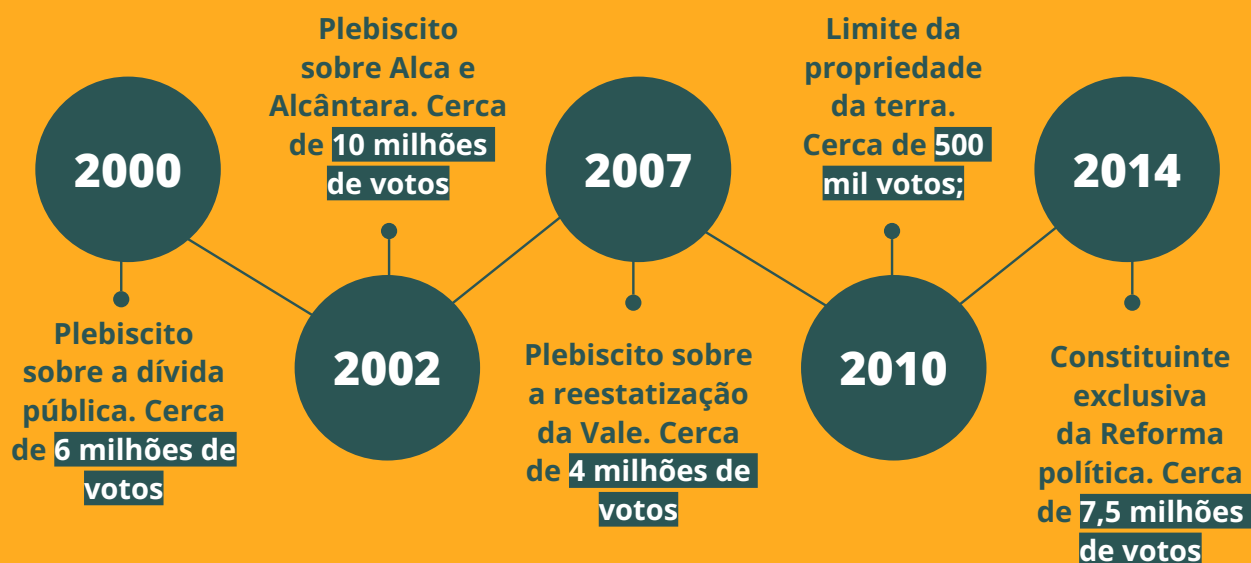 2000
Plebiscito
sobre a dívida
pública. Cerca
de 6 milhões de
votos
Plebiscito
sobre Alca e
Alcântara. Cerca
de 10 milhões
de votos
2002
2007
Plebiscito sobre
a reestatização
da Vale. Cerca
de 4 milhões de
votos
Limite da
propriedade
da terra.
Cerca de 500
mil votos;
2010
2014
Constituinte
exclusiva
da Reforma
política. Cerca
de 7,5 milhões
de votos